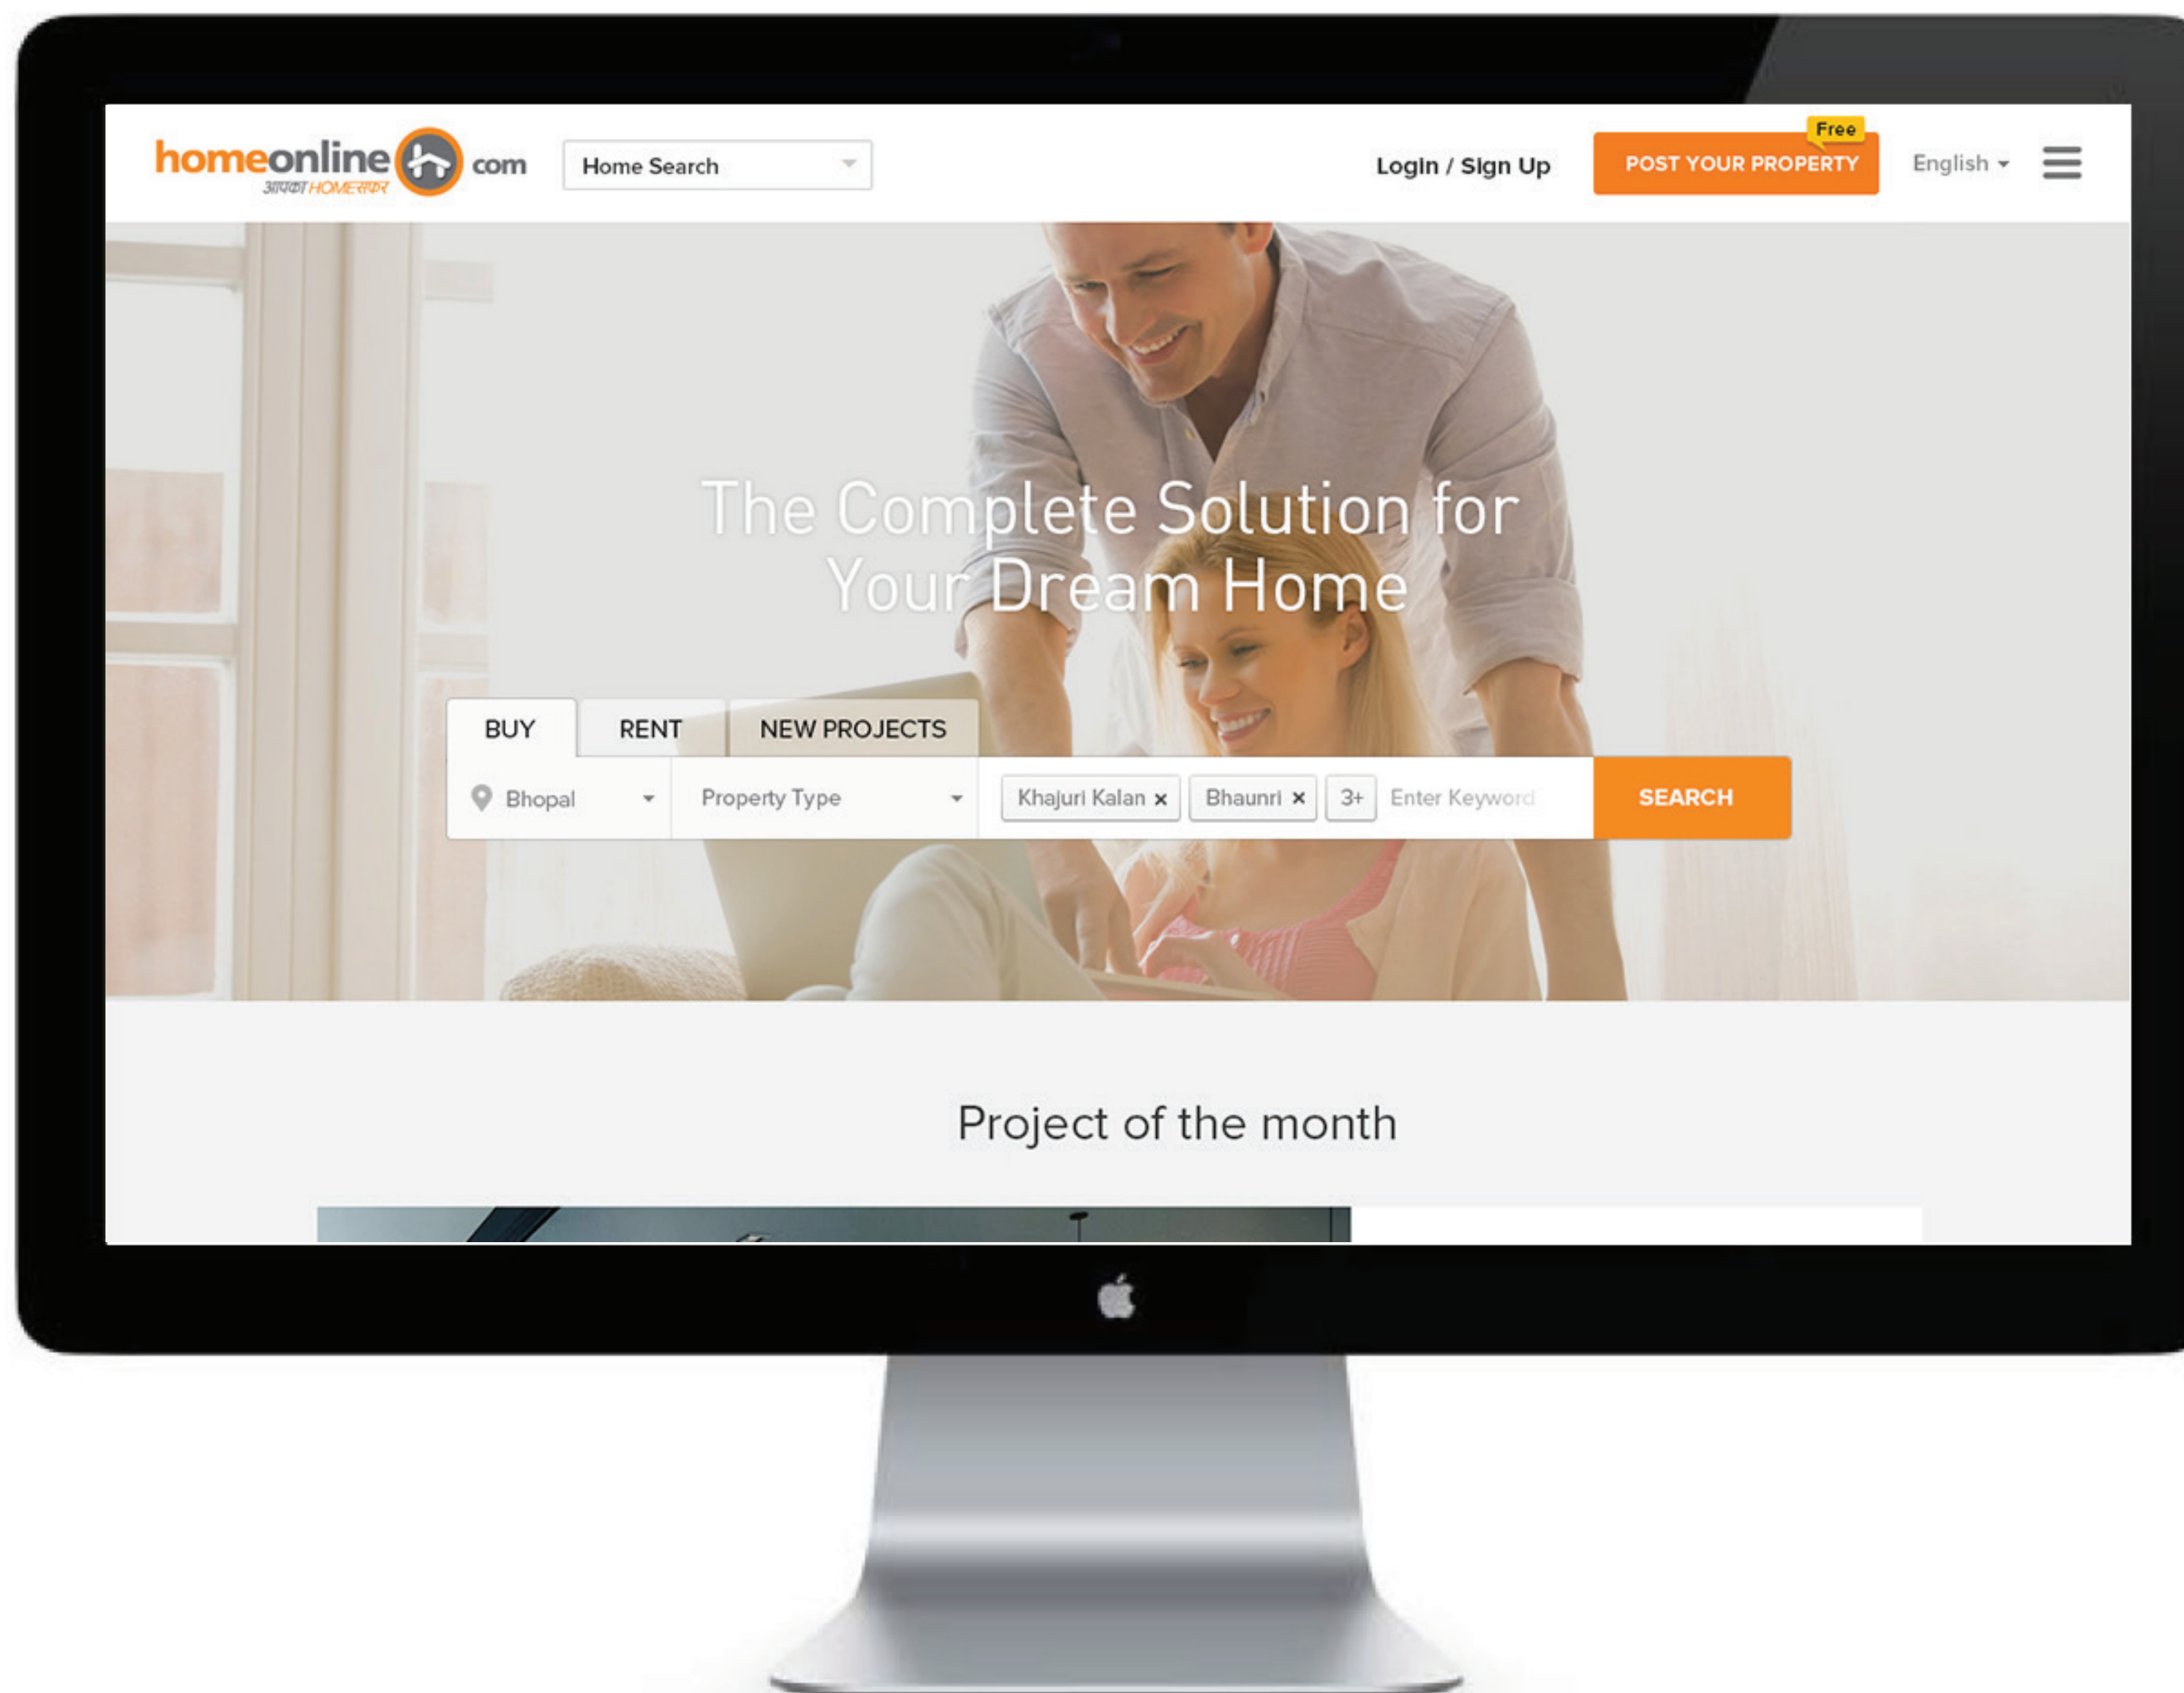 homeonline com
आपका HOMEसफर
Home Search
Login / Sign Up
Free
POST YOUR PROPERTY
English
The Complete Solution for
Your Dream Home
BUY RENT NEW PROJECTS
Bhopal Property Type Khajuri Kalan × Bhaunri × 3+ Enter Keyword SEARCH
Project of the month